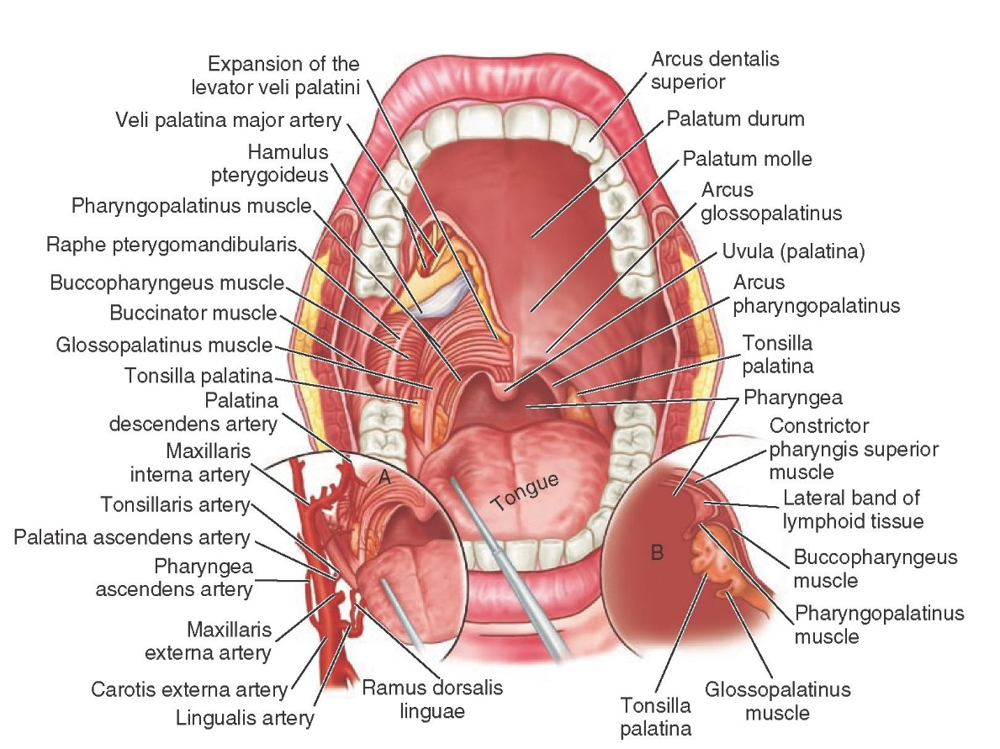 Expansion of the
levator veli palatini
Veli palatina major artery
Hamulus
pterygoideus
Pharyngopalatinus muscle
Raphe pterygomandibularis
Buccopharyngeus muscle
Buccinator muscle
Glossopalatinus muscle
Tonsilla palatina
Palatina
descendens artery
Maxillaris
interna artery
Tonsillaris artery
Palatina ascendens artery
Pharyngea
ascendens artery
Maxillaris
externa artery
Carotis externa artery
Lingualis artery
Ramus dorsalis
linguae
A
Tongue
B
Arcus dentalis
superior
Palatum durum
Palatum molle
Arcus
glossopalatinus
Uvula (palatina)
Arcus
pharyngopalatinus
Tonsilla
palatina
Pharyngea
Constrictor
pharyngis superior
muscle
Lateral band of
lymphoid tissue
Buccopharyngeus
muscle
Pharyngopalatinus
muscle
Glossopalatinus
muscle
Tonsilla
palatina